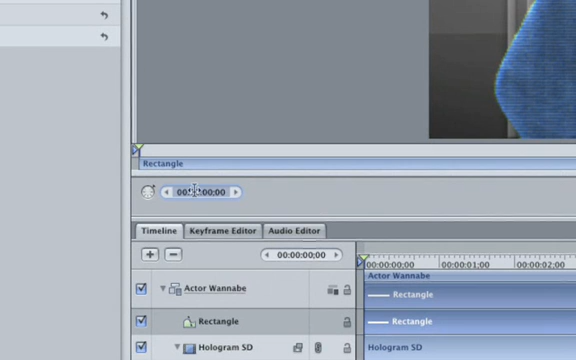 Rectangle
Timeline Keyframe Editor Audio Editor
00:00:00;00
00:00:00;00 00:00:01;00 00:00:02;00
Actor Wannabe
Actor Wannabe
Rectangle
Rectangle
Rectangle
Hologram SD
Hologram SD